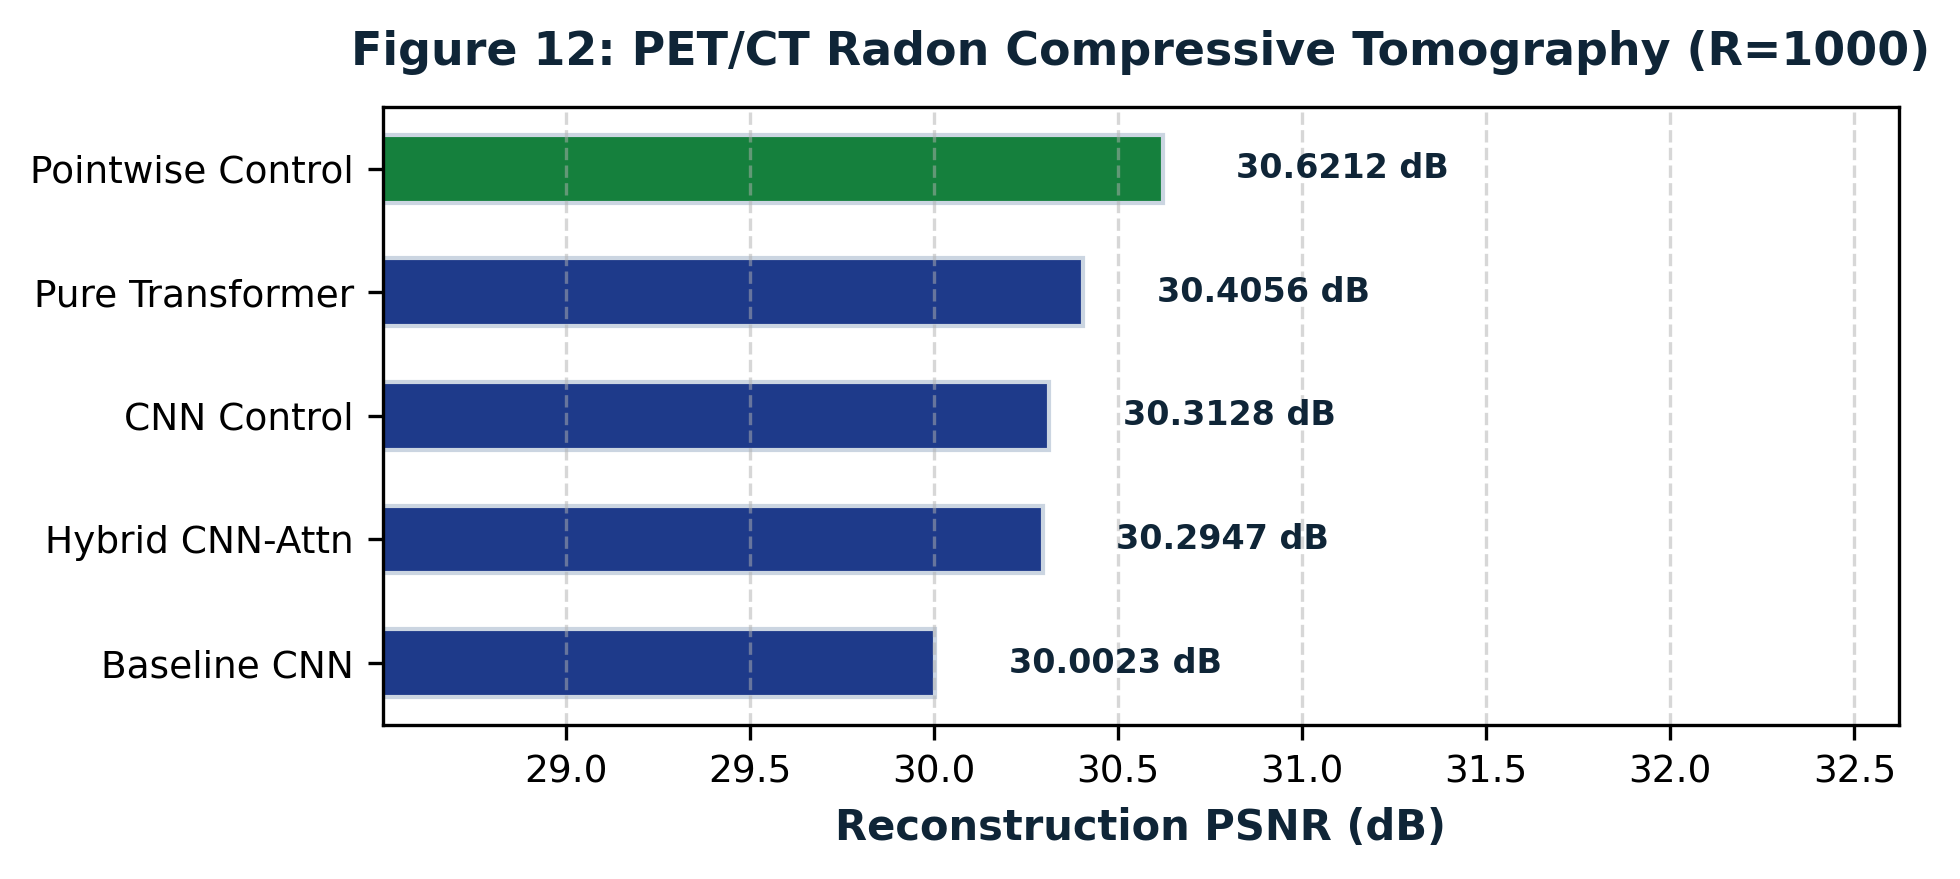 Figure 12: PET/CT Radon Compressive Tomography (R=1000)
Pointwise Control
30.6212 dB
Pure Transformer
30.4056 dB
CNN Control
30.3128 dB
Hybrid CNN-Attn
30.2947 dB
Baseline CNN
30.0023 dB
29.0 29.5 30.0 30.5 31.0 31.5 32.0 32.5
Reconstruction PSNR (dB)